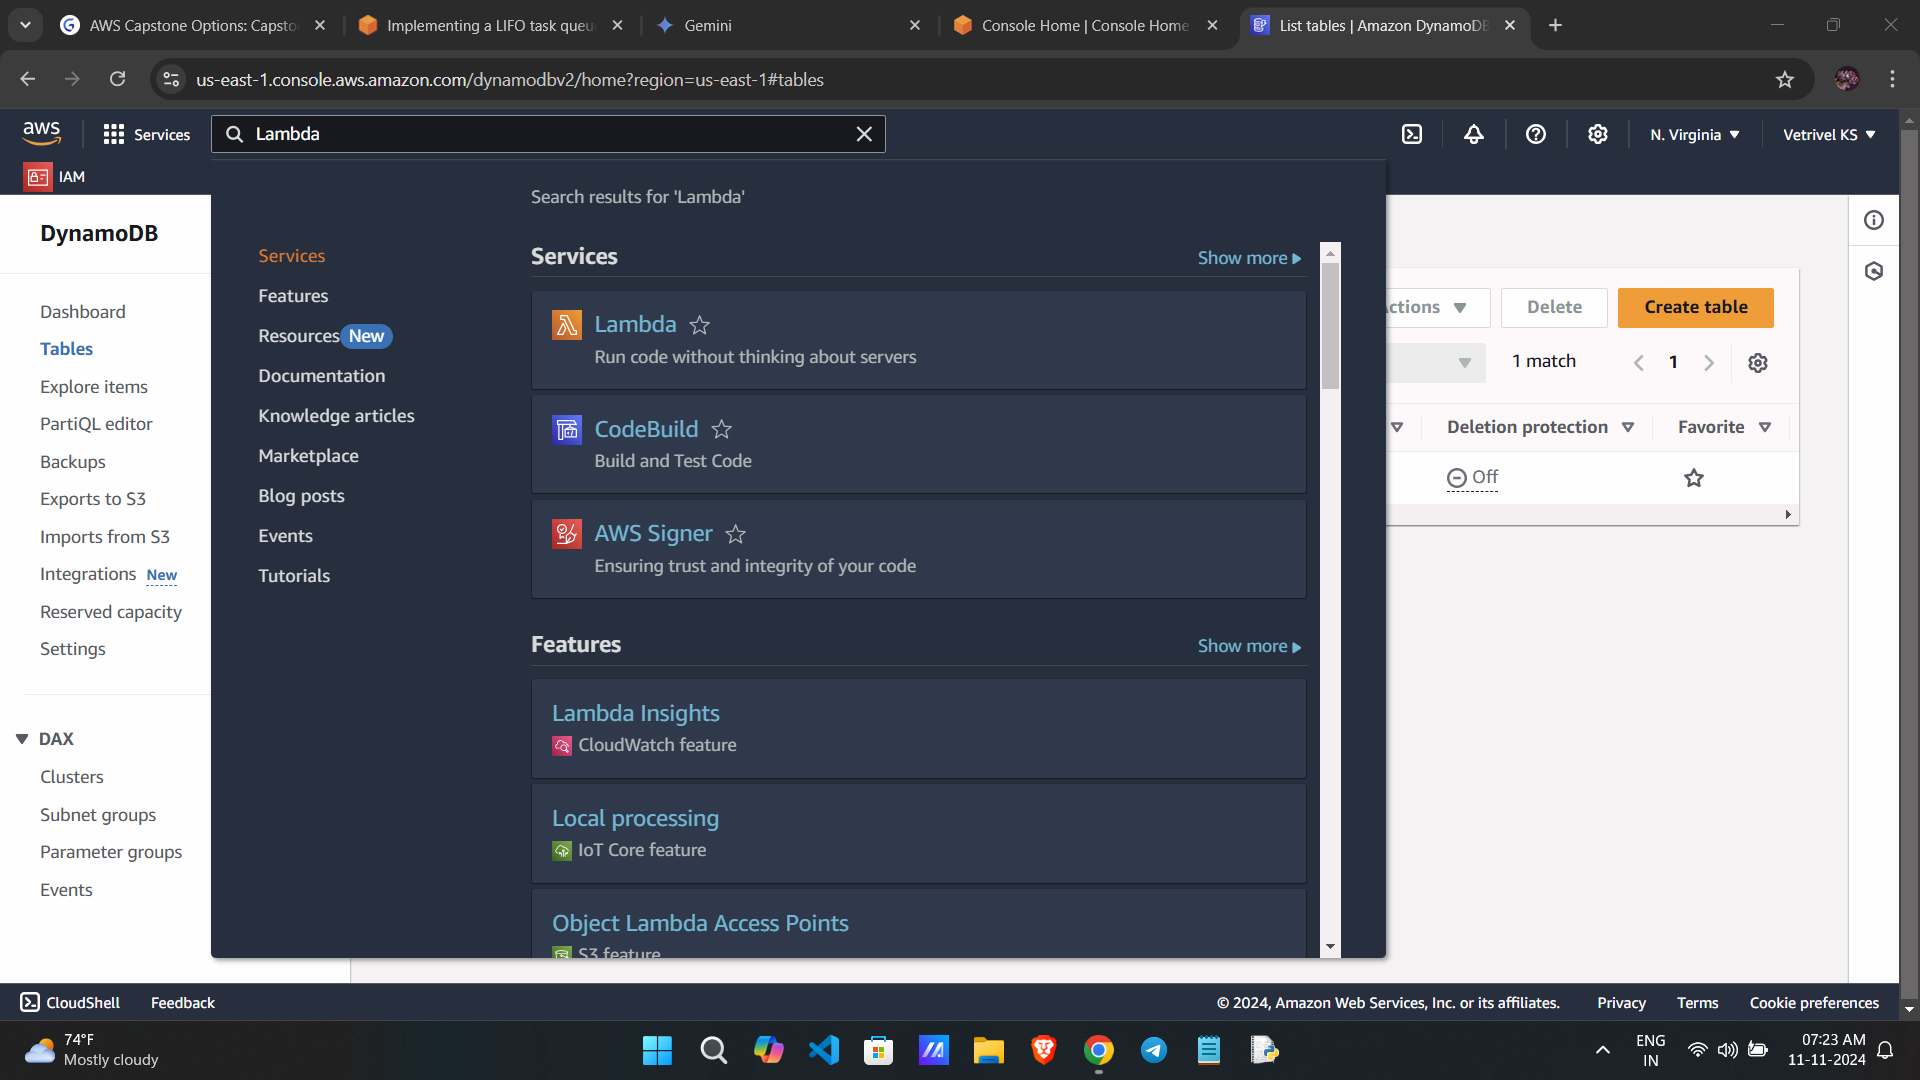 AWS Capstone Options: Capsto
Implementing a LIFO task queu
Gemini
Console Home | Console Home
List tables | Amazon DynamoDB
us-east-1.console.aws.amazon.com/dynamodbv2/home?region=us-east-1#tables
aws
Services
Lambda
N. Virginia
Vetrivel KS
IAM
DynamoDB
Dashboard
Tables
Explore items
PartiQL editor
Backups
Exports to S3
Imports from S3
Integrations New
Reserved capacity
Settings
DAX
Clusters
Subnet groups
Parameter groups
Events
Search results for 'Lambda'
Services
Features
Resources New
Documentation
Knowledge articles
Marketplace
Blog posts
Events
Tutorials
Services
Show more
Lambda
Run code without thinking about servers
CodeBuild
Build and Test Code
AWS Signer
Ensuring trust and integrity of your code
Features
Show more
Lambda Insights
CloudWatch feature
Local processing
IoT Core feature
Object Lambda Access Points
S3 feature
ctions
Delete
Create table
1 match
1
Deletion protection
Favorite
Off
CloudShell
Feedback
© 2024, Amazon Web Services, Inc. or its affiliates.
Privacy
Terms
Cookie preferences
74°F
Mostly cloudy
ENG
IN
07:23 AM
11-11-2024